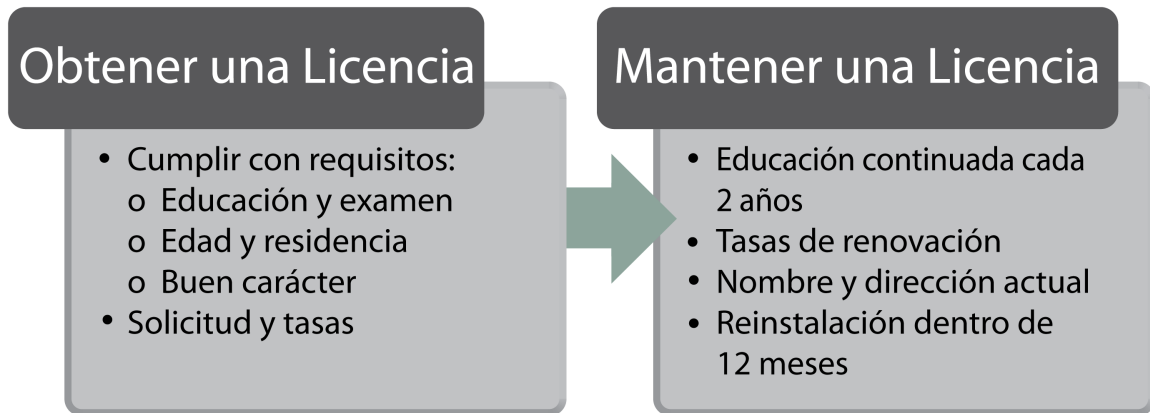 Obtener una Licencia
• Cumplir con requisitos:
o Educación y examen
o Edad y residencia
o Buen carácter
• Solicitud y tasas
Mantener una Licencia
• Educación continuada cada
2 años
• Tasas de renovación
• Nombre y dirección actual
• Reinstalación dentro de
12 meses